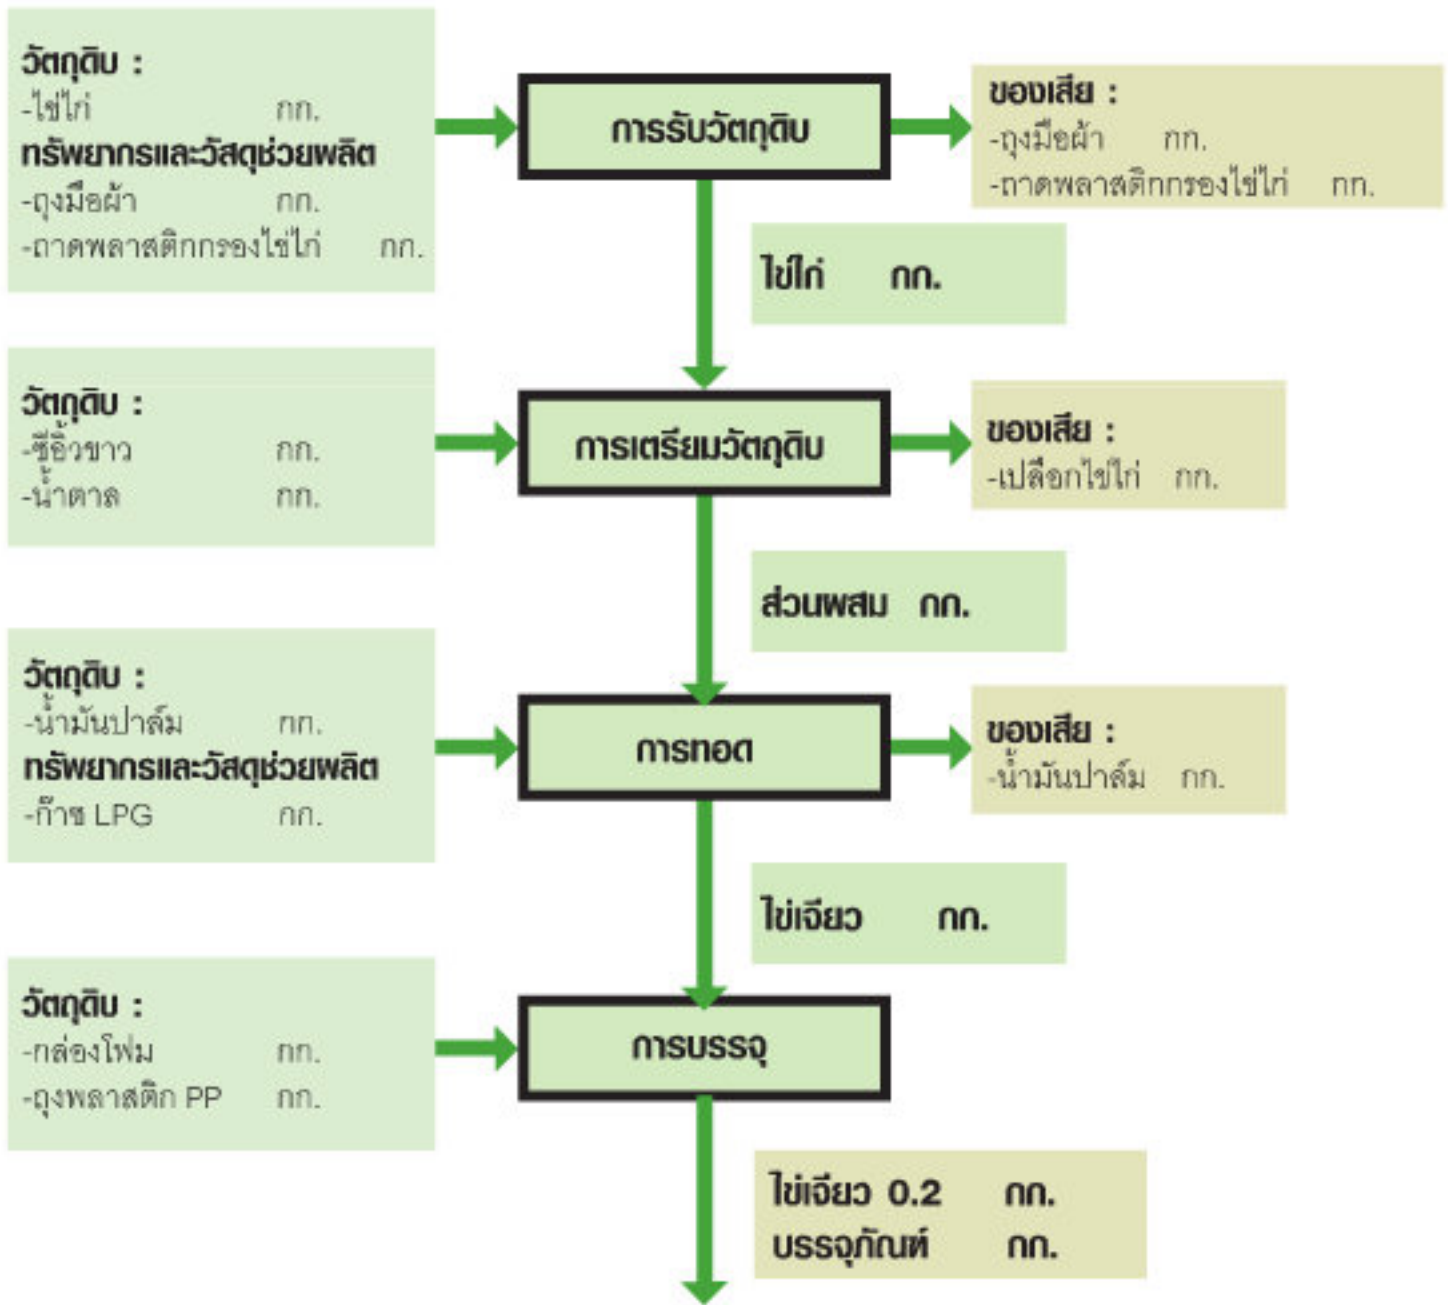 วัตถุดิบ :
-ไข่ไก่ กก.
ทรัพยากรและวัสดุช่วยผลิต
-ถุงมือผ้า กก.
-ถาดพลาสติกกรองไข่ไก่ กก.
การรับวัตถุดิบ
ของเสีย :
-ถุงมือผ้า กก.
-ถาดพลาสติกกรองไข่ไก่ กก.
ไข่ไก่ กก.
วัตถุดิบ :
-ซีอิ๊วขาว กก.
-น้ำตาล กก.
การเตรียมวัตถุดิบ
ของเสีย :
-เปลือกไข่ไก่ กก.
ส่วนผสม กก.
วัตถุดิบ :
-น้ำมันปาล์ม กก.
ทรัพยากรและวัสดุช่วยผลิต
-ก๊าซ LPG กก.
การทอด
ของเสีย :
-น้ำมันปาล์ม กก.
ไข่เจียว กก.
วัตถุดิบ :
-กล่องโฟม กก.
-ถุงพลาสติก PP กก.
การบรรจุ
ไข่เจียว 0.2 กก.
บรรจุภัณฑ์ กก.